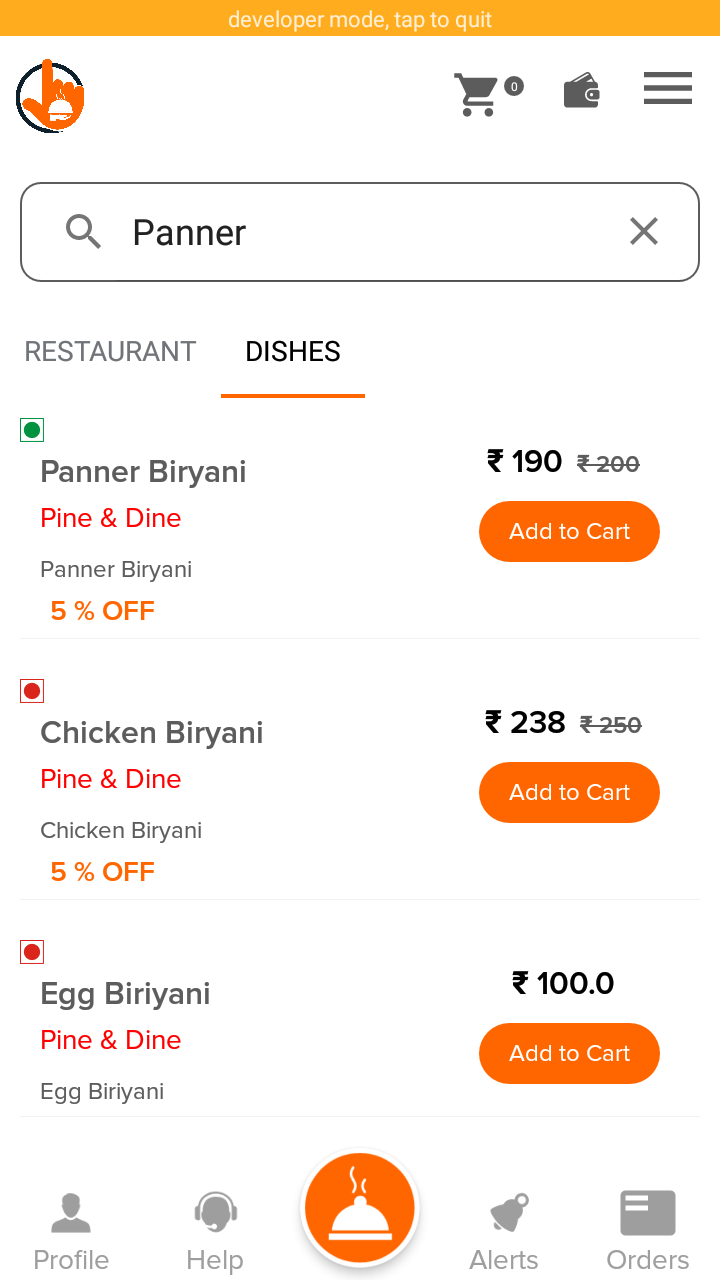 developer mode, tap to quit
0
Panner
RESTAURANT DISHES
Panner Biryani
₹ 190 ₹ 200
Pine & Dine
Add to Cart
Panner Biryani
5 % OFF
Chicken Biryani
₹ 238 ₹ 250
Pine & Dine
Add to Cart
Chicken Biryani
5 % OFF
Egg Biriyani
₹ 100.0
Pine & Dine
Add to Cart
Egg Biriyani
Profile Help Alerts Orders